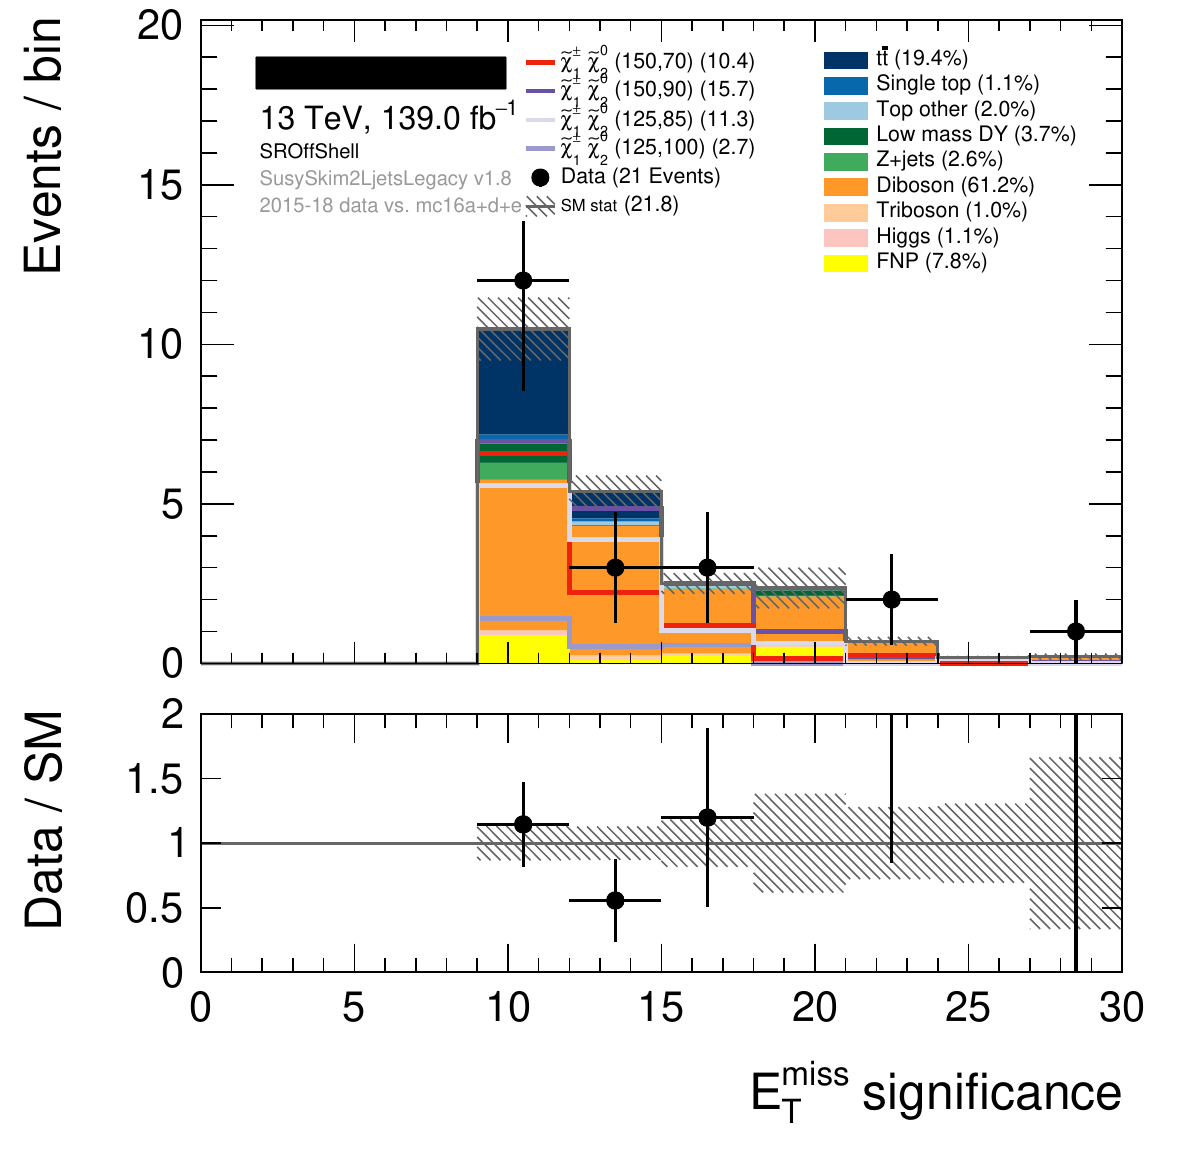 Events / bin
20
15
10
5
0
13 TeV, 139.0 fb⁻¹
SROffShell
SusySkim2LjetsLegacy v1.8
2015-18 data vs. mc16a+d+e
χ̃₁± χ̃₂⁰ (150,70) (10.4)
χ̃₁± χ̃₂⁰ (150,90) (15.7)
χ̃₁± χ̃₂⁰ (125,85) (11.3)
χ̃₁± χ̃₂⁰ (125,100) (2.7)
Data (21 Events)
SM stat (21.8)
tt̄ (19.4%)
Single top (1.1%)
Top other (2.0%)
Low mass DY (3.7%)
Z+jets (2.6%)
Diboson (61.2%)
Triboson (1.0%)
Higgs (1.1%)
FNP (7.8%)
Data / SM
2
1.5
1
0.5
0
0 5 10 15 20 25 30
E_T^miss significance